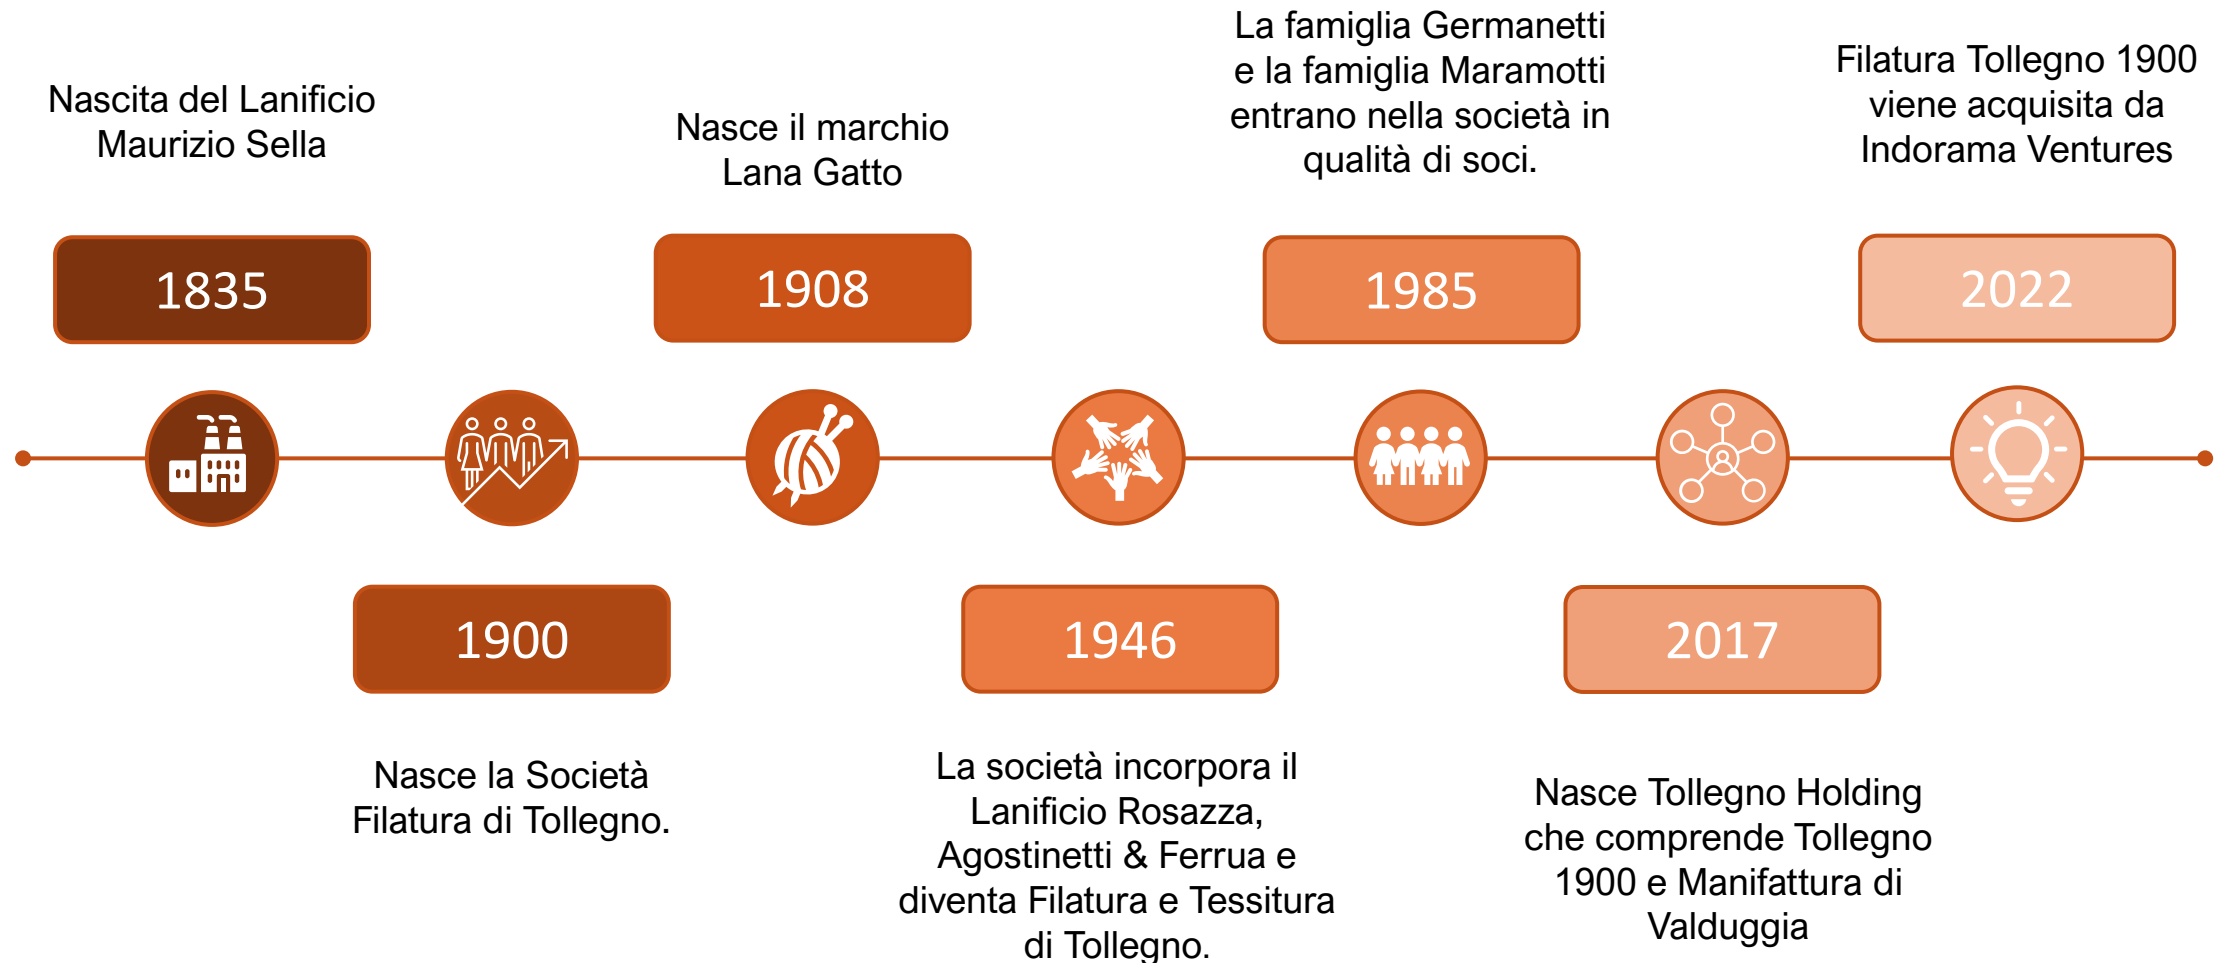 Nascita del Lanificio
Maurizio Sella
1835
Nasce la Società
Filatura di Tollegno.
1900
Nasce il marchio
Lana Gatto
1908
La società incorpora il
Lanificio Rosazza,
Agostinetti & Ferrua e
diventa Filatura e Tessitura
di Tollegno.
1946
La famiglia Germanetti
e la famiglia Maramotti
entrano nella società in
qualità di soci.
1985
Nasce Tollegno Holding
che comprende Tollegno
1900 e Manifattura di
Valduggia
2017
Filatura Tollegno 1900
viene acquisita da
Indorama Ventures
2022